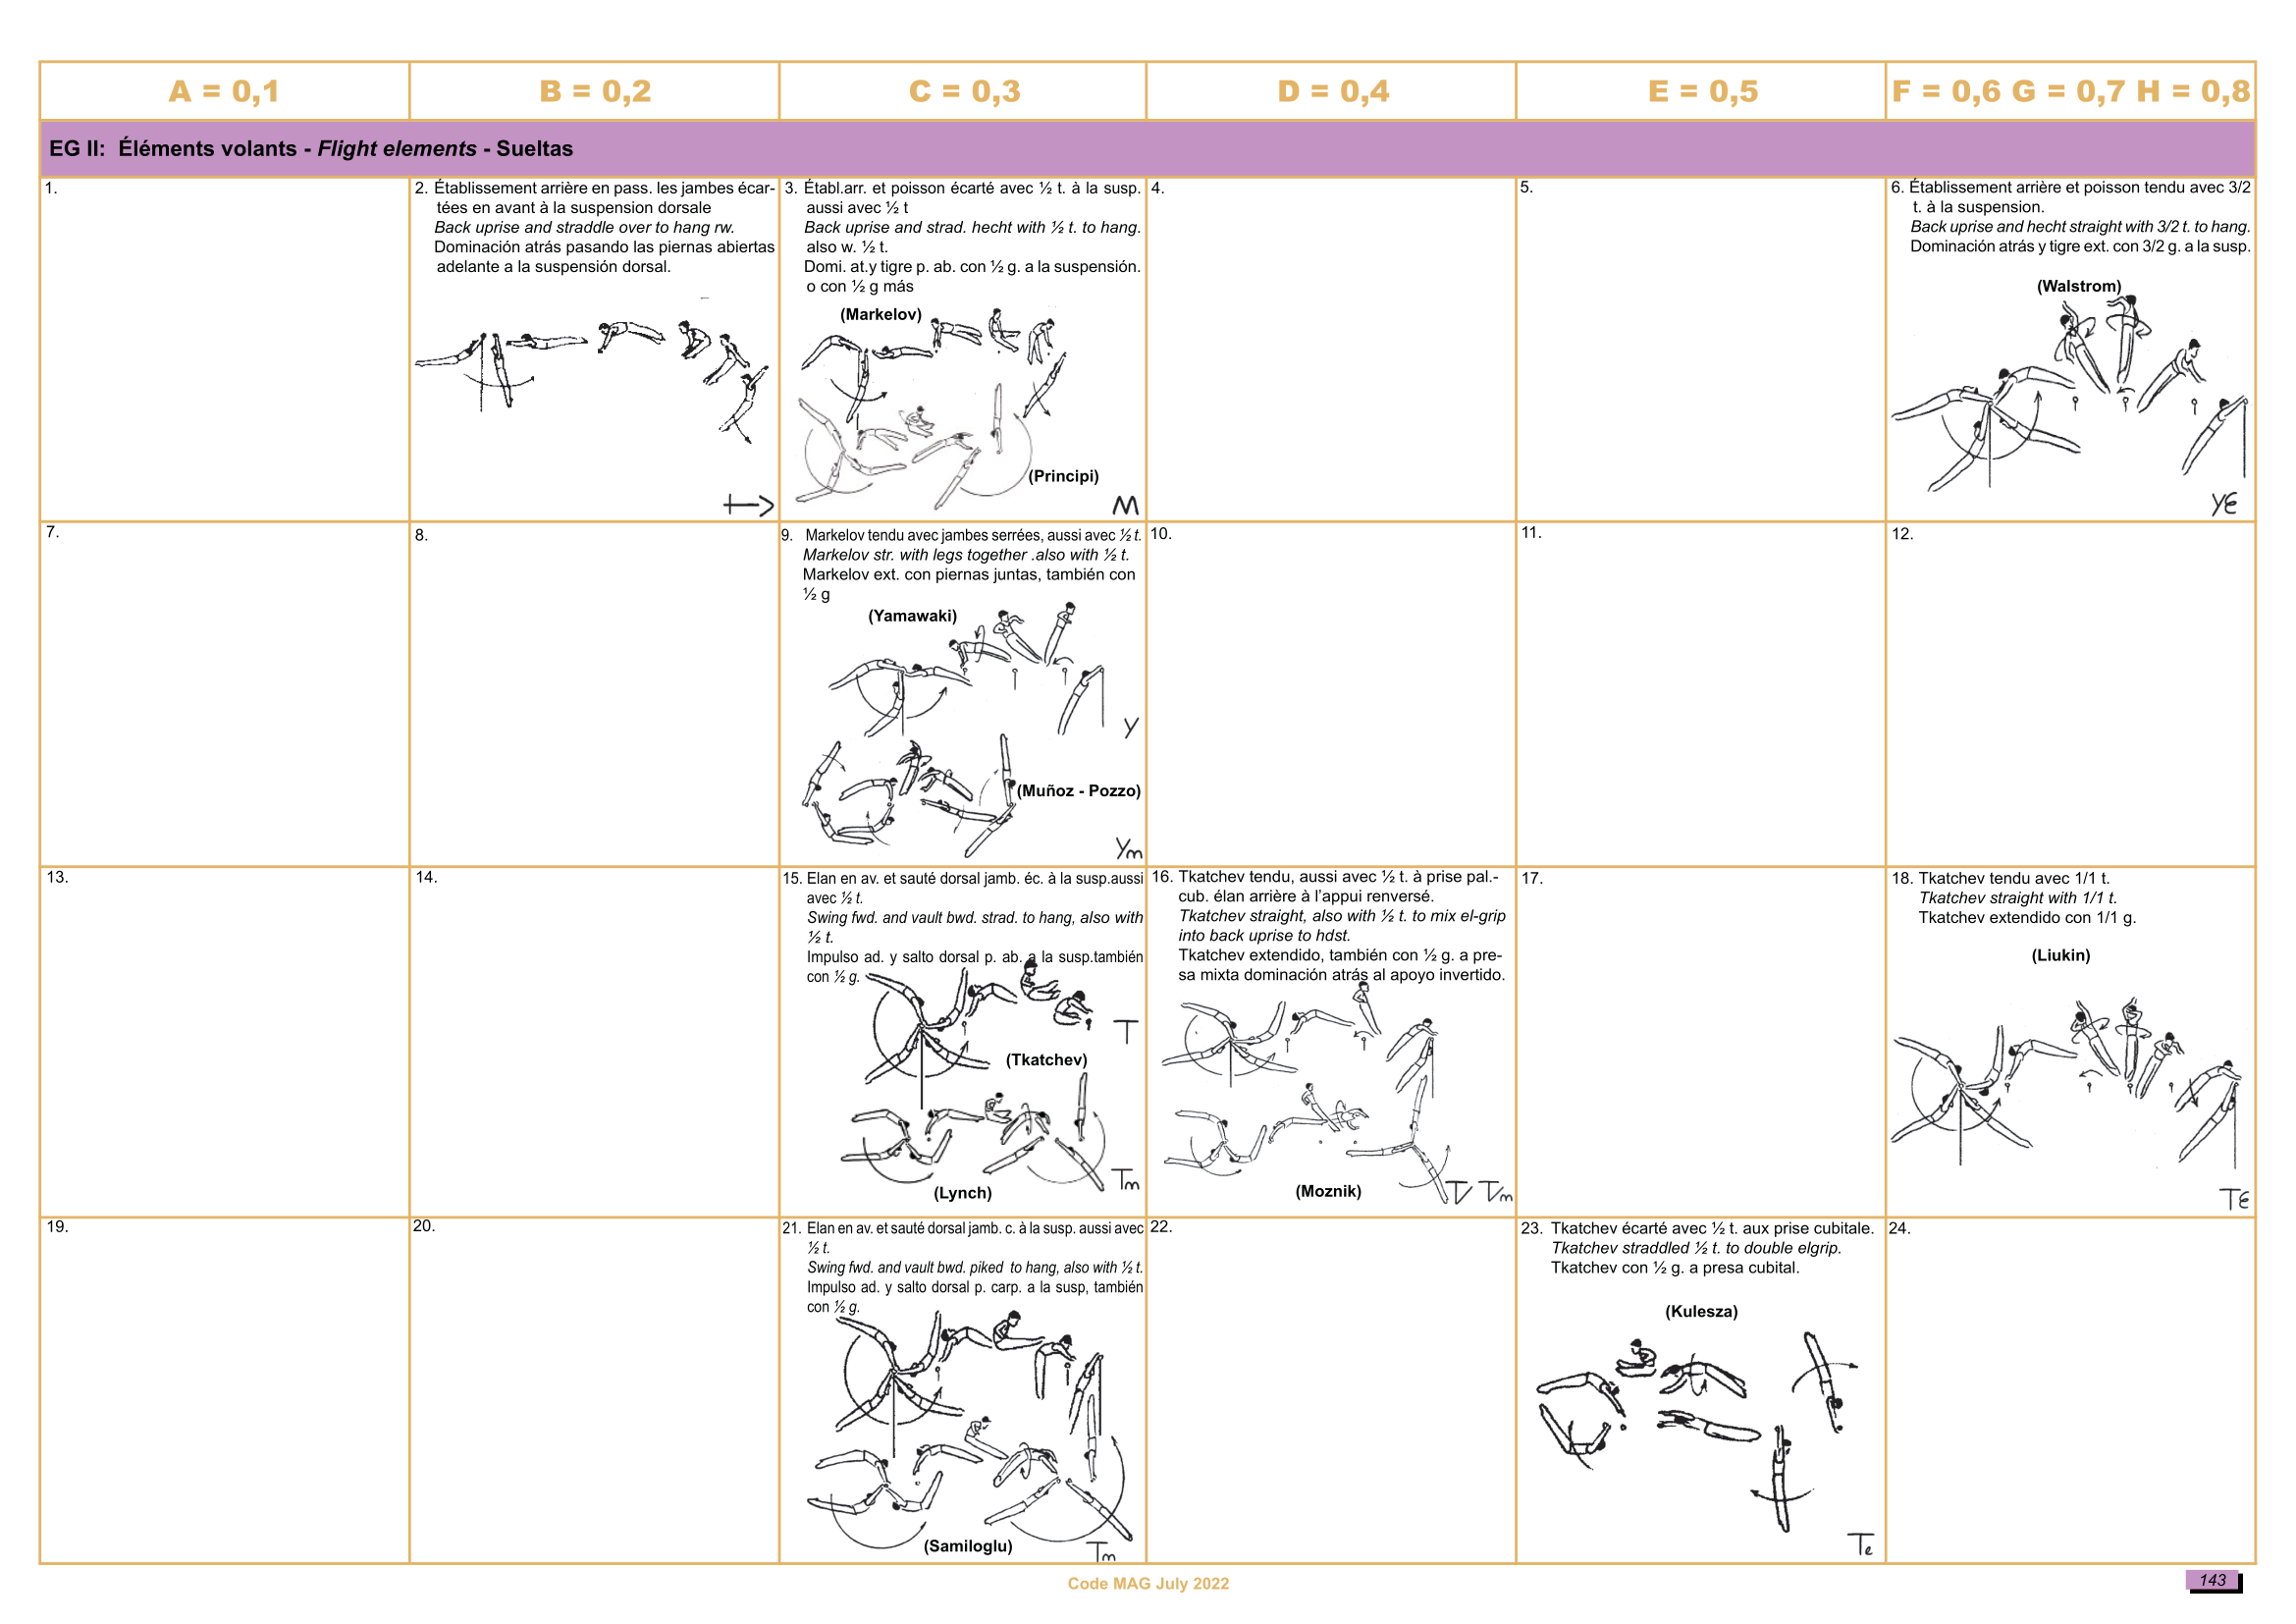 A = 0,1
B = 0,2
C = 0,3
D = 0,4
E = 0,5
F = 0,6 G = 0,7 H = 0,8
EG II: Éléments volants - Flight elements - Sueltas
1.
2. Établissement arrière en pass. les jambes écar-
tées en avant à la suspension dorsale
Back uprise and straddle over to hang rw.
Dominación atrás pasando las piernas abiertas
adelante a la suspensión dorsal.
3. Établ.arr. et poisson écarté avec ½ t. à la susp.
aussi avec ½ t
Back uprise and strad. hecht with ½ t. to hang.
also w. ½ t.
Domi. at.y tigre p. ab. con ½ g. a la suspensión.
o con ½ g más
(Markelov)
(Principi)
M
4.
5.
6. Établissement arrière et poisson tendu avec 3/2
t. à la suspension.
Back uprise and hecht straight with 3/2 t. to hang.
Dominación atrás y tigre ext. con 3/2 g. a la susp.
(Walstrom)
YE
7.
8.
9. Markelov tendu avec jambes serrées, aussi avec ½ t.
Markelov str. with legs together .also with ½ t.
Markelov ext. con piernas juntas, también con
½ g
(Yamawaki)
Y
(Muñoz - Pozzo)
Ym
10.
11.
12.
13.
14.
15. Elan en av. et sauté dorsal jamb. éc. à la susp.aussi
avec ½ t.
Swing fwd. and vault bwd. strad. to hang, also with
½ t.
Impulso ad. y salto dorsal p. ab. a la susp.también
con ½ g.
T
(Tkatchev)
Tm
(Lynch)
16. Tkatchev tendu, aussi avec ½ t. à prise pal.-
cub. élan arrière à l'appui renversé.
Tkatchev straight, also with ½ t. to mix el-grip
into back uprise to hdst.
Tkatchev extendido, también con ½ g. a pre-
sa mixta dominación atrás al apoyo invertido.
(Moznik)
17.
18. Tkatchev tendu avec 1/1 t.
Tkatchev straight with 1/1 t.
Tkatchev extendido con 1/1 g.
(Liukin)
TE
19.
20.
21. Elan en av. et sauté dorsal jamb. c. à la susp. aussi avec
½ t.
Swing fwd. and vault bwd. piked to hang, also with ½ t.
Impulso ad. y salto dorsal p. carp. a la susp, también
con ½ g.
(Samiloglu)
Tm
22.
23. Tkatchev écarté avec ½ t. aux prise cubitale.
Tkatchev straddled ½ t. to double elgrip.
Tkatchev con ½ g. a presa cubital.
(Kulesza)
Te
24.
Code MAG July 2022
143